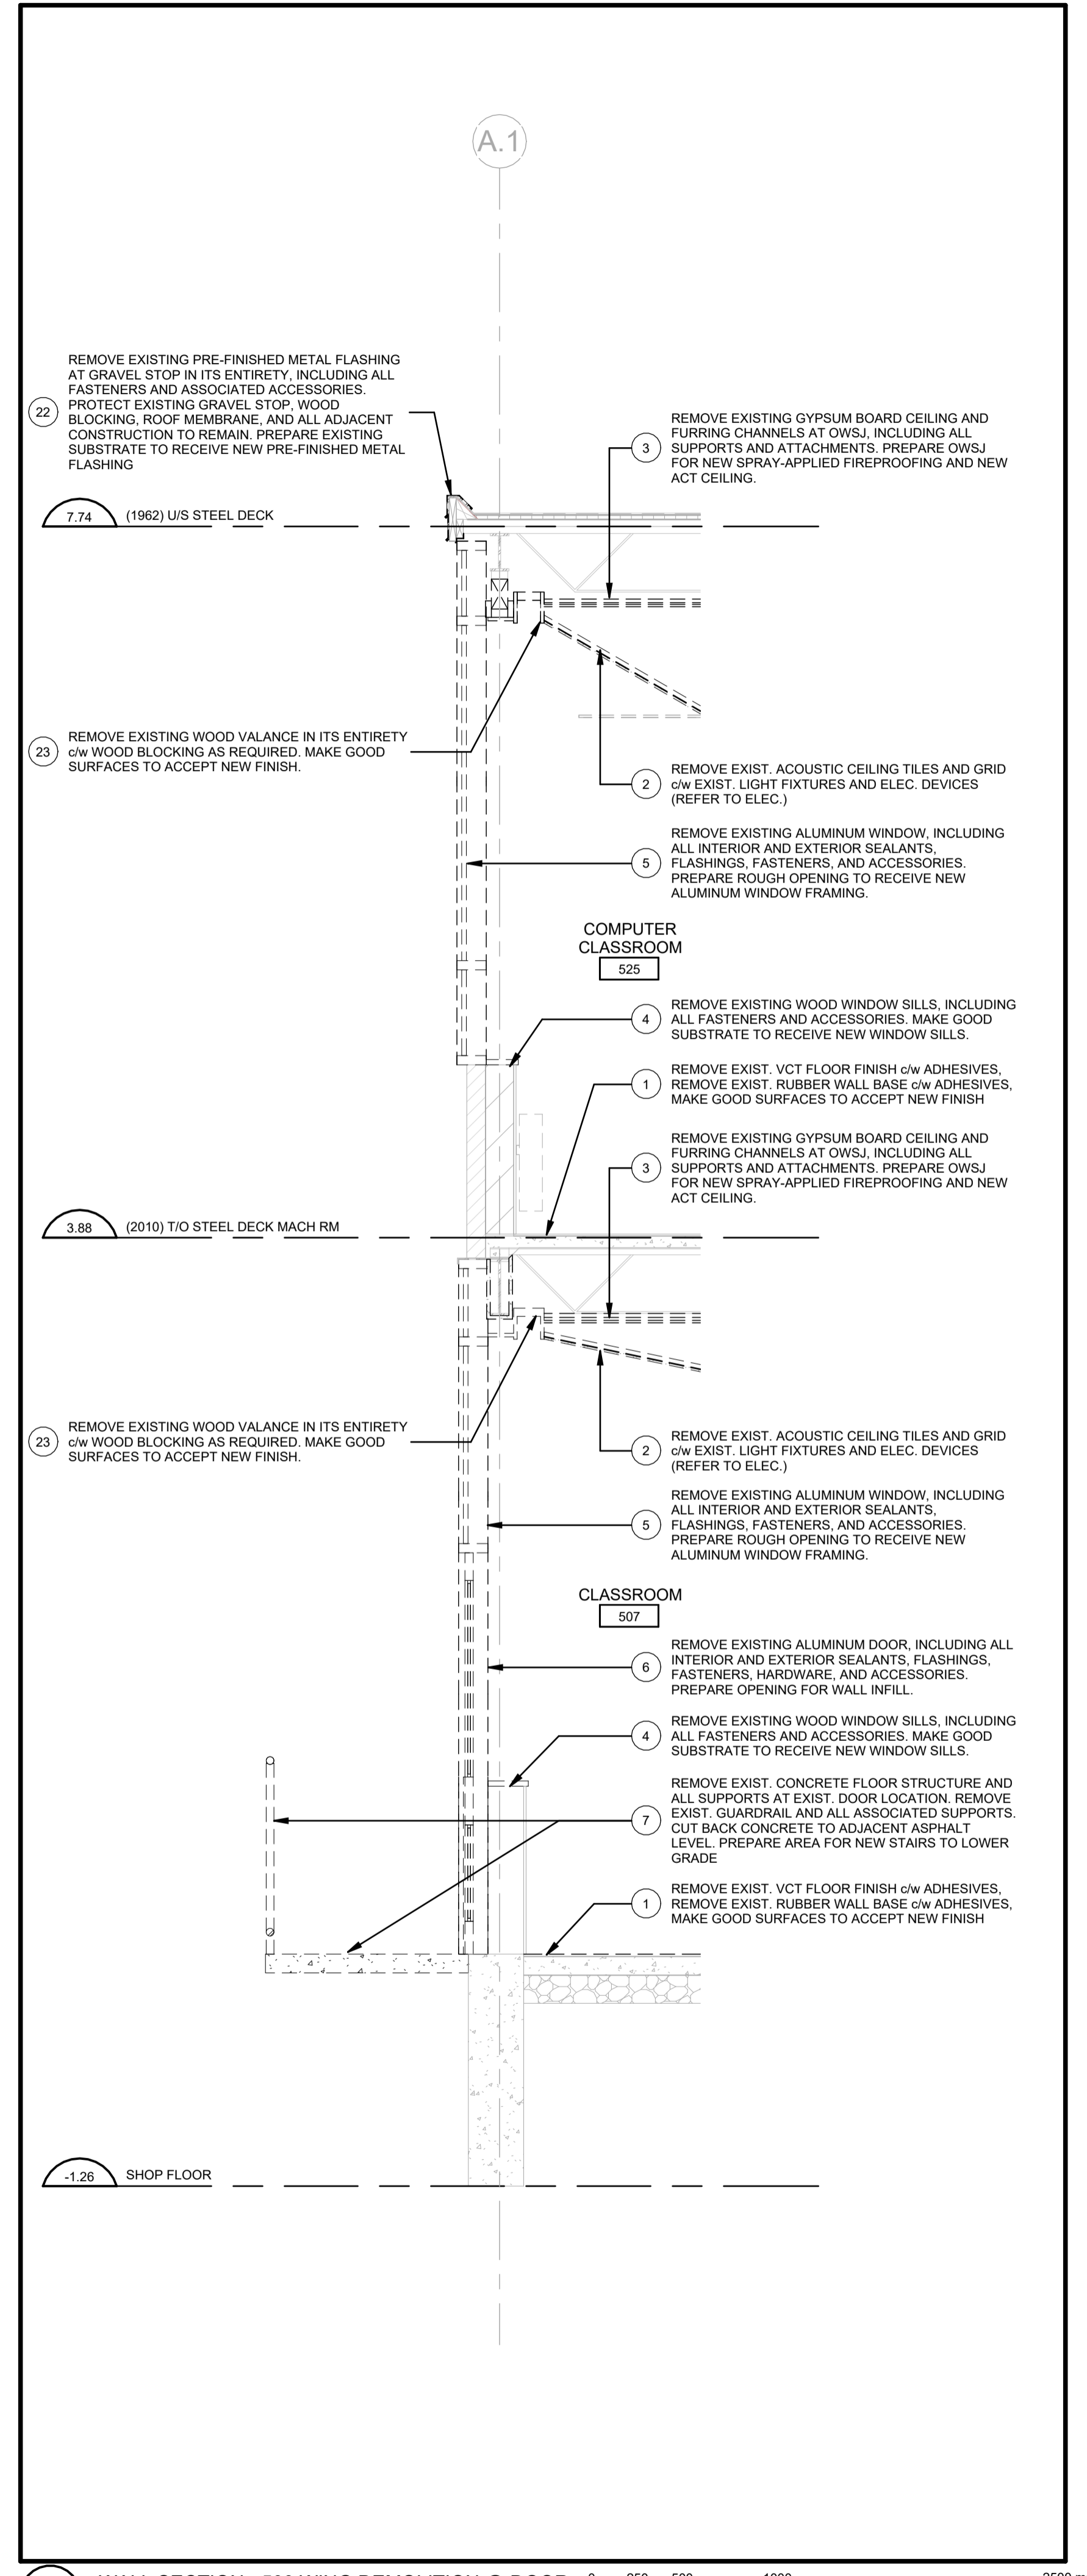 A.1
REMOVE EXISTING PRE-FINISHED METAL FLASHING
AT GRAVEL STOP IN ITS ENTIRETY, INCLUDING ALL
FASTENERS AND ASSOCIATED ACCESSORIES.
22 PROTECT EXISTING GRAVEL STOP, WOOD
BLOCKING, ROOF MEMBRANE, AND ALL ADJACENT
CONSTRUCTION TO REMAIN. PREPARE EXISTING
SUBSTRATE TO RECEIVE NEW PRE-FINISHED METAL
FLASHING
REMOVE EXISTING GYPSUM BOARD CEILING AND
FURRING CHANNELS AT OWSJ, INCLUDING ALL
3 SUPPORTS AND ATTACHMENTS. PREPARE OWSJ
FOR NEW SPRAY-APPLIED FIREPROOFING AND NEW
ACT CEILING.
7.74 (1962) U/S STEEL DECK
REMOVE EXISTING WOOD VALANCE IN ITS ENTIRETY
23 c/w WOOD BLOCKING AS REQUIRED. MAKE GOOD
SURFACES TO ACCEPT NEW FINISH.
REMOVE EXIST. ACOUSTIC CEILING TILES AND GRID
2 c/w EXIST. LIGHT FIXTURES AND ELEC. DEVICES
(REFER TO ELEC.)
REMOVE EXISTING ALUMINUM WINDOW, INCLUDING
ALL INTERIOR AND EXTERIOR SEALANTS,
5 FLASHINGS, FASTENERS, AND ACCESSORIES.
PREPARE ROUGH OPENING TO RECEIVE NEW
ALUMINUM WINDOW FRAMING.
COMPUTER
CLASSROOM
525
REMOVE EXISTING WOOD WINDOW SILLS, INCLUDING
4 ALL FASTENERS AND ACCESSORIES. MAKE GOOD
SUBSTRATE TO RECEIVE NEW WINDOW SILLS.
REMOVE EXIST. VCT FLOOR FINISH c/w ADHESIVES,
1 REMOVE EXIST. RUBBER WALL BASE c/w ADHESIVES,
MAKE GOOD SURFACES TO ACCEPT NEW FINISH
REMOVE EXISTING GYPSUM BOARD CEILING AND
FURRING CHANNELS AT OWSJ, INCLUDING ALL
3 SUPPORTS AND ATTACHMENTS. PREPARE OWSJ
FOR NEW SPRAY-APPLIED FIREPROOFING AND NEW
ACT CEILING.
3.88 (2010) T/O STEEL DECK MACH RM
REMOVE EXISTING WOOD VALANCE IN ITS ENTIRETY
23 c/w WOOD BLOCKING AS REQUIRED. MAKE GOOD
SURFACES TO ACCEPT NEW FINISH.
REMOVE EXIST. ACOUSTIC CEILING TILES AND GRID
2 c/w EXIST. LIGHT FIXTURES AND ELEC. DEVICES
(REFER TO ELEC.)
REMOVE EXISTING ALUMINUM WINDOW, INCLUDING
ALL INTERIOR AND EXTERIOR SEALANTS,
5 FLASHINGS, FASTENERS, AND ACCESSORIES.
PREPARE ROUGH OPENING TO RECEIVE NEW
ALUMINUM WINDOW FRAMING.
CLASSROOM
507
REMOVE EXISTING ALUMINUM DOOR, INCLUDING ALL
INTERIOR AND EXTERIOR SEALANTS, FLASHINGS,
6 FASTENERS, HARDWARE, AND ACCESSORIES.
PREPARE OPENING FOR WALL INFILL.
REMOVE EXISTING WOOD WINDOW SILLS, INCLUDING
4 ALL FASTENERS AND ACCESSORIES. MAKE GOOD
SUBSTRATE TO RECEIVE NEW WINDOW SILLS.
REMOVE EXIST. CONCRETE FLOOR STRUCTURE AND
ALL SUPPORTS AT EXIST. DOOR LOCATION. REMOVE
7 EXIST. GUARDRAIL AND ALL ASSOCIATED SUPPORTS.
CUT BACK CONCRETE TO ADJACENT ASPHALT
LEVEL. PREPARE AREA FOR NEW STAIRS TO LOWER
GRADE
REMOVE EXIST. VCT FLOOR FINISH c/w ADHESIVES,
1 REMOVE EXIST. RUBBER WALL BASE c/w ADHESIVES,
MAKE GOOD SURFACES TO ACCEPT NEW FINISH
-1.26 SHOP FLOOR